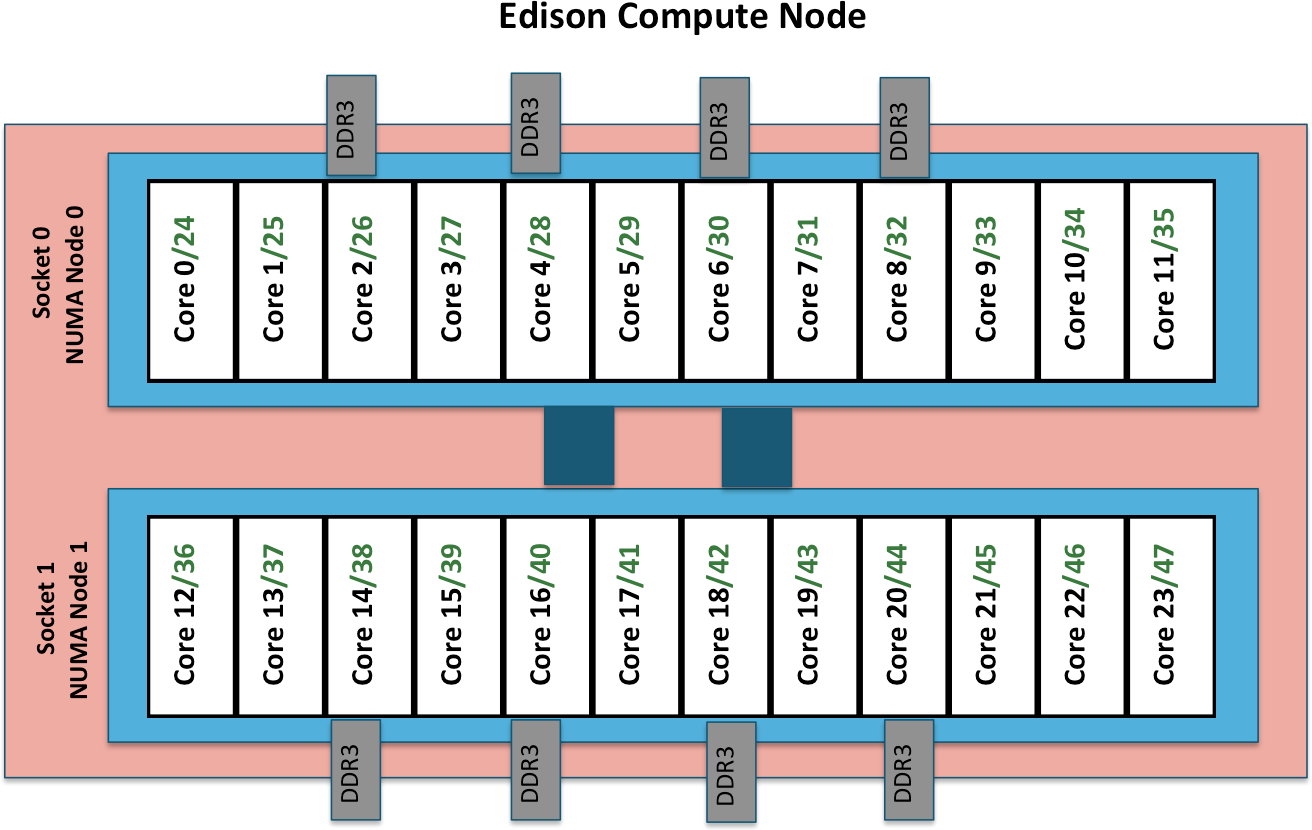 Edison Compute Node
DDR3
DDR3
DDR3
DDR3
Socket 0
NUMA Node 0
Core 0/24
Core 1/25
Core 2/26
Core 3/27
Core 4/28
Core 5/29
Core 6/30
Core 7/31
Core 8/32
Core 9/33
Core 10/34
Core 11/35
Socket 1
NUMA Node 1
Core 12/36
Core 13/37
Core 14/38
Core 15/39
Core 16/40
Core 17/41
Core 18/42
Core 19/43
Core 20/44
Core 21/45
Core 22/46
Core 23/47
DDR3
DDR3
DDR3
DDR3